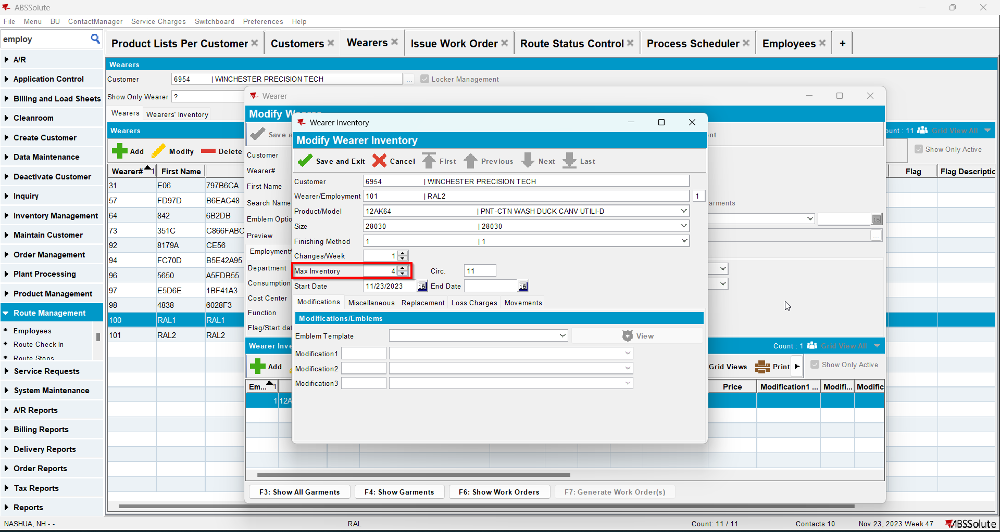 ABSSolute
File Menu BU ContactManager Service Charges Switchboard Preferences Help
employ
Product Lists Per Customer Customers Wearers Issue Work Order Route Status Control Process Scheduler Employees +
A/R
Application Control
Billing and Load Sheets
Cleanroom
Create Customer
Data Maintenance
Deactivate Customer
Inquiry
Inventory Management
Maintain Customer
Order Management
Plant Processing
Product Management
Route Management
Employees
Route Check In
Route Stops
Service Requests
System Maintenance
A/R Reports
Billing Reports
Delivery Reports
Order Reports
Tax Reports
Reports
Wearers
Customer 6954 | WINCHESTER PRECISION TECH ... Locker Management
Show Only Wearer ?
Wearers Wearers' Inventory
Wearers
ount : 11 Grid View All
Add Modify Delete
Show Only Active
Wearer# 1 First Name
Flag Flag Descriptic
31 E06 797B6CA
57 FD97D B6EAC48
64 842 6B2DB
73 351C C866FABC
92 8179A CE56
94 FC70D B5E42A95
96 5650 A5FDB55
97 E5D6E 1BF41A3
98 4838 6028F3
100 RAL1 RAL1
101 RAL2 RAL2
Wearer
Modify Wearer
Save a
nt
Customer
Wearer#
First Name
Search Name
arments
Emblem Optio
16
Preview
...
Employment#
Department
Consumption
Cost Center
Function
Flag/Start dat
Wearer Inve
Count : 1 Grid View All
Add
Grid Views Print Show Only Active
Em... 1
Price Modification1 ... Modifi... Modific
1 12A
F3: Show All Garments F4: Show Garments F6: Show Work Orders F7: Generate Work Order(s)
Wearer Inventory
Modify Wearer Inventory
Save and Exit Cancel First Previous Next Last
Customer 6954 | WINCHESTER PRECISION TECH
Wearer/Employment 101 | RAL2 1
Product/Model 12AK64 | PNT-CTN WASH DUCK CANV UTILI-D
Size 28030 | 28030
Finishing Method 1 | 1
Changes/Week 1
Max Inventory 4 Circ. 11
Start Date 11/23/2023 16 End Date 16
Modifications Miscellaneous Replacement Loss Charges Movements
Modifications/Emblems
Emblem Template View
Modification1
Modification2
Modification3
NASHUA, NH - - RAL Count: 11 / 11 Contacts 10 Nov 23, 2023 Week 47 ABSSolute